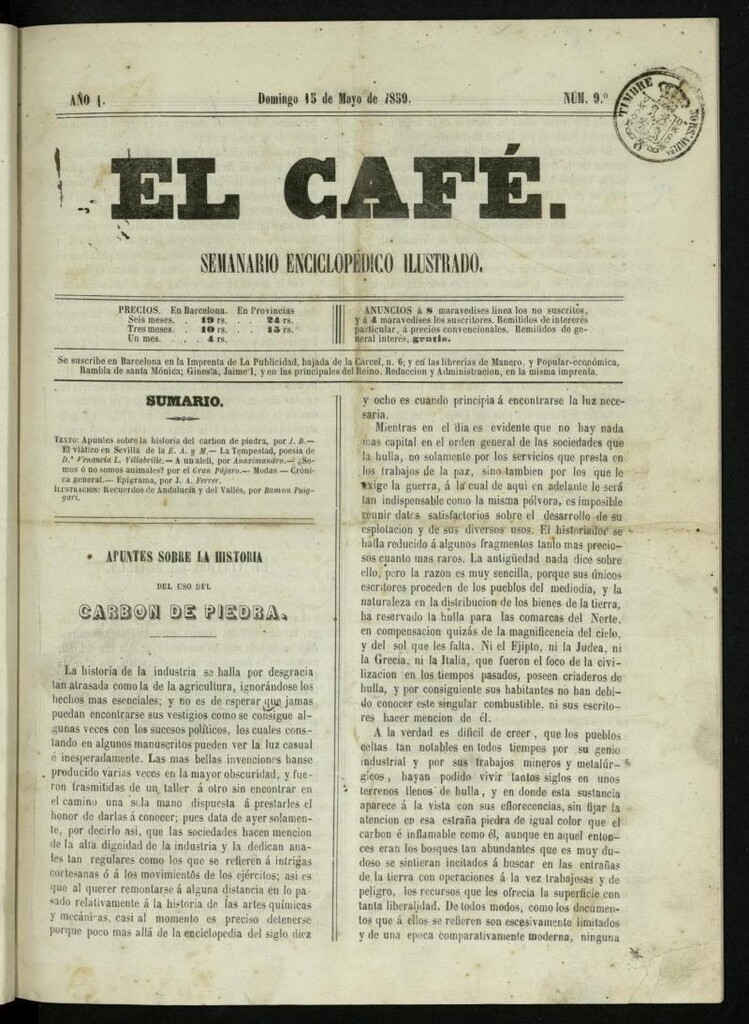 AÑO 1.
Domingo 15 de Mayo de 1859.
NÚM. 9.º
TIMBRE
EL CAFÉ.
SEMANARIO ENCICLOPÉDICO ILUSTRADO.
PRECIOS. En Barcelona. En Provincias
Seis meses. . 19 rs. . . 24 rs.
Tres meses. . 10 rs. . . 15 rs.
Un mes. . . . 4 rs.
ANUNCIOS á 8 maravedises linea los no suscritos,
y á 4 maravedises los suscritores. Remitidos de intererés
particular, á precios convencionales. Remitidos de ge-
neral interés, gratis.
Se suscribe en Barcelona en la Imprenta de La Publicidad, bajada de la Cárcel, n. 6; y en las librerias de Manero, y Popular-económica,
Rambla de santa Mónica; Ginesta, Jaime I, y en las principales del Reino. Redaccion y Administracion, en la misma imprenta.
SUMARIO.
TEXTO: Apuntes sobre la historia del carbon de piedra, por J. B.—
El viático en Sevilla de la E. A. y M.— La Tempestad, poesia de
D.ª Venancia L. Villabrille.— A un aleli, por Anaximandro.— ¿So-
mos ó no somos animales? por el Gran Pájaro.— Modas — Cróni-
ca general.— Epígrama, por J. A. Ferrer.
ILUSTRACION: Recuerdos de Andalucía y del Vallés, por Ramon Puig-
gari.
APUNTES SOBRE LA HISTORIA
DEL USO DEL
CARBON DE PIEDRA.
La historia de la industria se halla por desgracia
tan atrasada como la de la agricultura, ignorándose los
hechos mas esenciales; y no es de esperar que jamas
puedan encontrarse sus vestigios como se consigue al-
gunas veces con los sucesos políticos, los cuales cons-
tando en algunos manuscritos pueden ver la luz casual
é inesperadamente. Las mas bellas invenciones hanse
producido varias veces en la mayor obscuridad, y fue-
ron trasmitidas de un taller á otro sin encontrar en
el camino una sola mano dispuesta á prestarles el
honor de darlas á conocer; pues data de ayer solamen-
te, por decirlo asi, que las sociedades hacen mencion
de la alta dignidad de la industria y la dedican ana-
les tan regulares como los que se refieren á intrigas
cortesanas ó á los movimientos de los ejércitos; asi es
que al querer remontarse á alguna distancia en lo pa-
sado relativamente á la historia de las artes químicas
y mecánicas, casi al momento es preciso detenerse
porque poco mas allá de la enciclopedia del siglo diez
y ocho es cuando principia á encontrarse la luz nece-
saria.
Mientras en el dia es evidente que no hay nada
mas capital en el orden general de las sociedades que
la hulla, no solamente por los servicios que presta en
los trabajos de la paz, sino tambien por los que le
exige la guerra, á la cual de aqui en adelante le será
tan indispensable como la misma pólvora, es imposible
reunir datos satisfactorios sobre el desarrollo de su
esplotacion y de sus diversos usos. El historiador se
halla reducido á algunos fragmentos tanto mas precio-
sos cuanto mas raros. La antigüedad nada dice sobre
ello, pero la razon es muy sencilla, porque sus únicos
escritores proceden de los pueblos del mediodia, y la
naturaleza en la distribucion de los bienes de la tierra,
ha reservado la hulla para las comarcas del Norte,
en compensacion quizás de la magnificencia del cielo,
y del sol que les falta. Ni el Ejipto, ni la Judea, ni
la Grecia, ni la Italia, que fueron el foco de la civi-
lizacion en los tiempos pasados, poseen criaderos de
hulla, y por consiguiente sus habitantes no han debi-
do conocer este singular combustible, ni sus escrito-
res hacer mencion de él.
A la verdad es dificil de creer, que los pueblos
celtas tan notables en todos tiempos por su genio
industrial y por sus trabajos mineros y metalúr-
gicos, hayan podido vivir tantos siglos en unos
terrenos llenos de hulla, y en donde esta sustancia
aparece á la vista con sus eflorescencias, sin fijar la
atencion en esa estraña piedra de igual color que el
carbon é inflamable como él, aunque en aquel enton-
ces eran los bosques tan abundantes que es muy du-
doso se sintieran incitados á buscar en las entrañas
de la tierra con operaciones á la vez trabajosas y de
peligro, los recursos que les ofrecia la superficie con
tanta liberalidad. De todos modos, como los documen-
tos que á ellos se refieren son escesivamente limitados
y de una epoca comparativamente moderna, ninguna